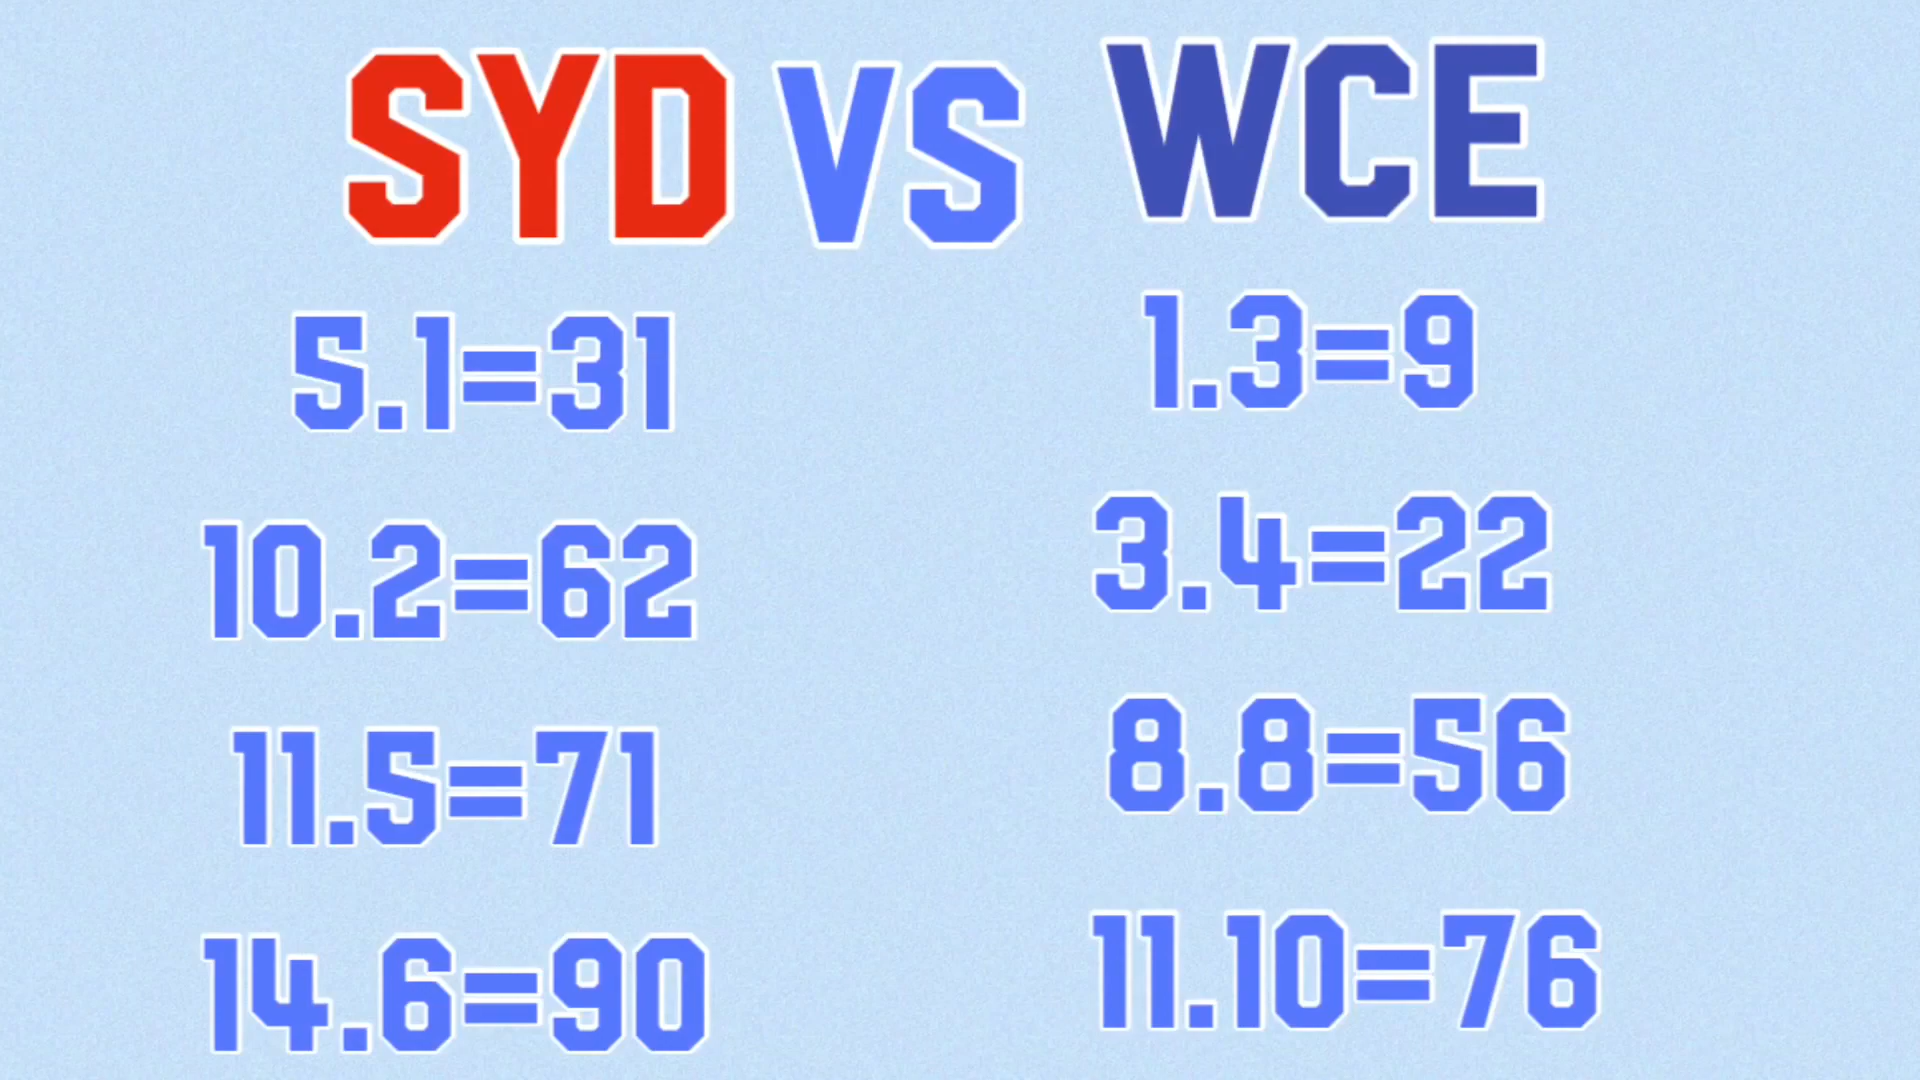 SYD VS WCE
5.1=31 1.3=9
10.2=62 3.4=22
11.5=71 8.8=56
14.6=90 11.10=76